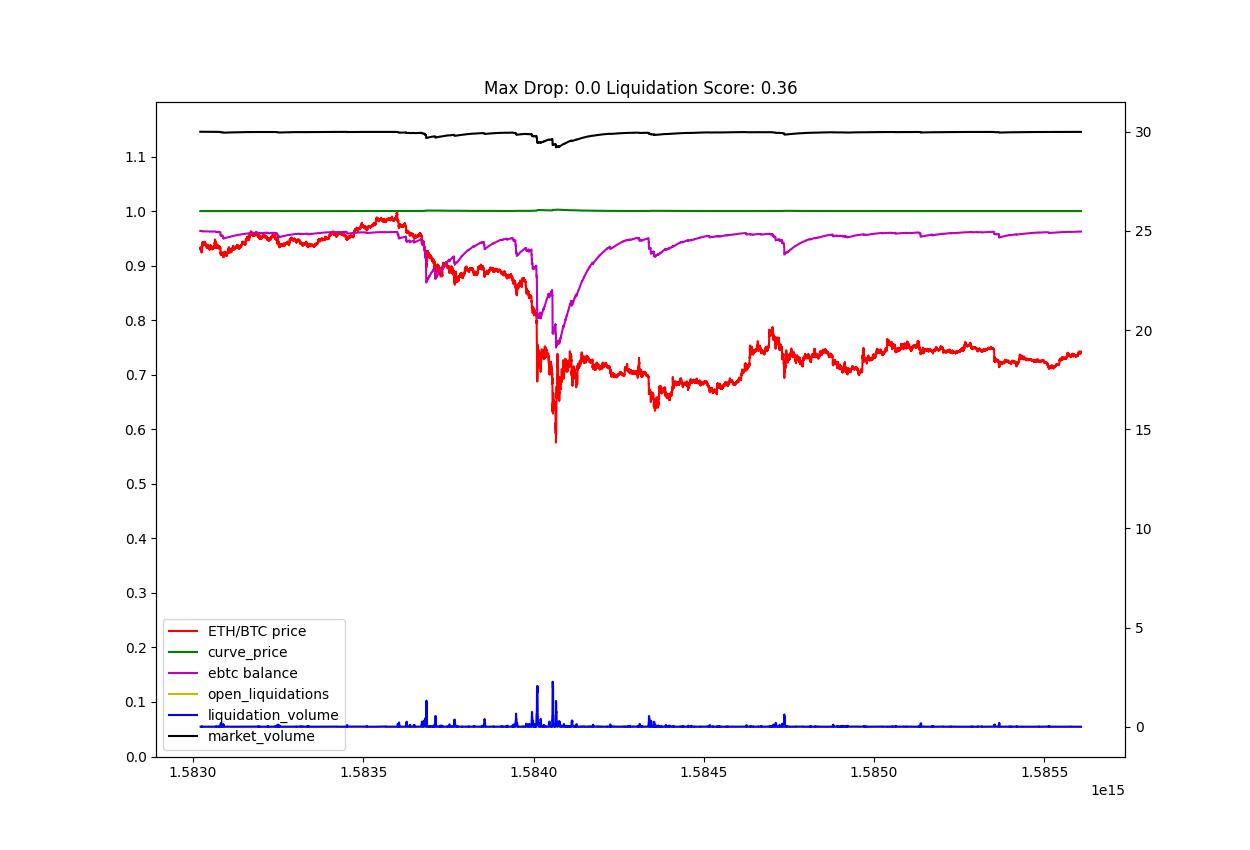 Max Drop: 0.0 Liquidation Score: 0.36
1.1
1.0
0.9
0.8
0.7
0.6
0.5
0.4
0.3
0.2
0.1
0.0
30
25
20
15
10
5
0
ETH/BTC price
curve_price
ebtc balance
open_liquidations
liquidation_volume
market_volume
1.5830 1.5835 1.5840 1.5845 1.5850 1.5855
1e15